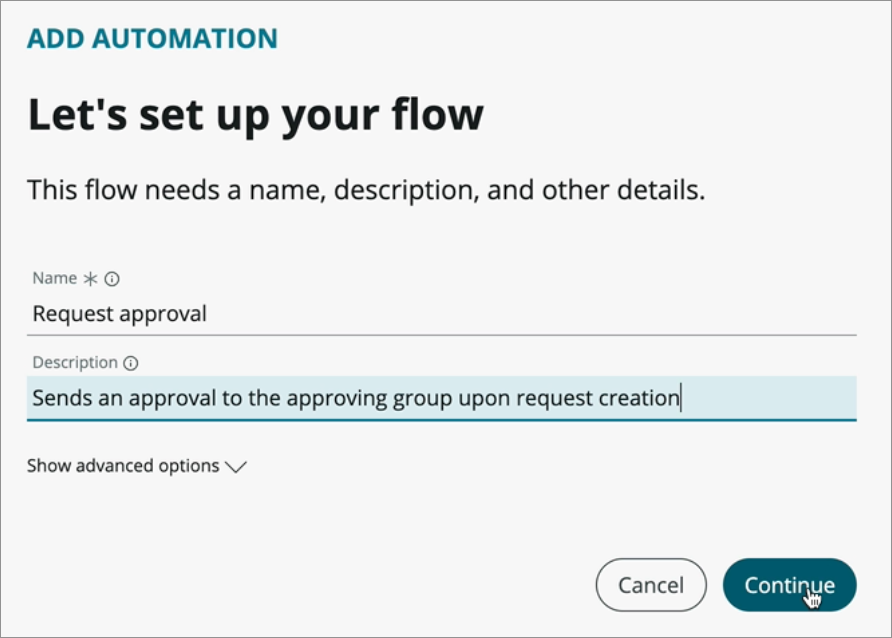 ADD AUTOMATION
Let's set up your flow
This flow needs a name, description, and other details.
Name *
Request approval
Description
Sends an approval to the approving group upon request creation
Show advanced options
Cancel
Continue